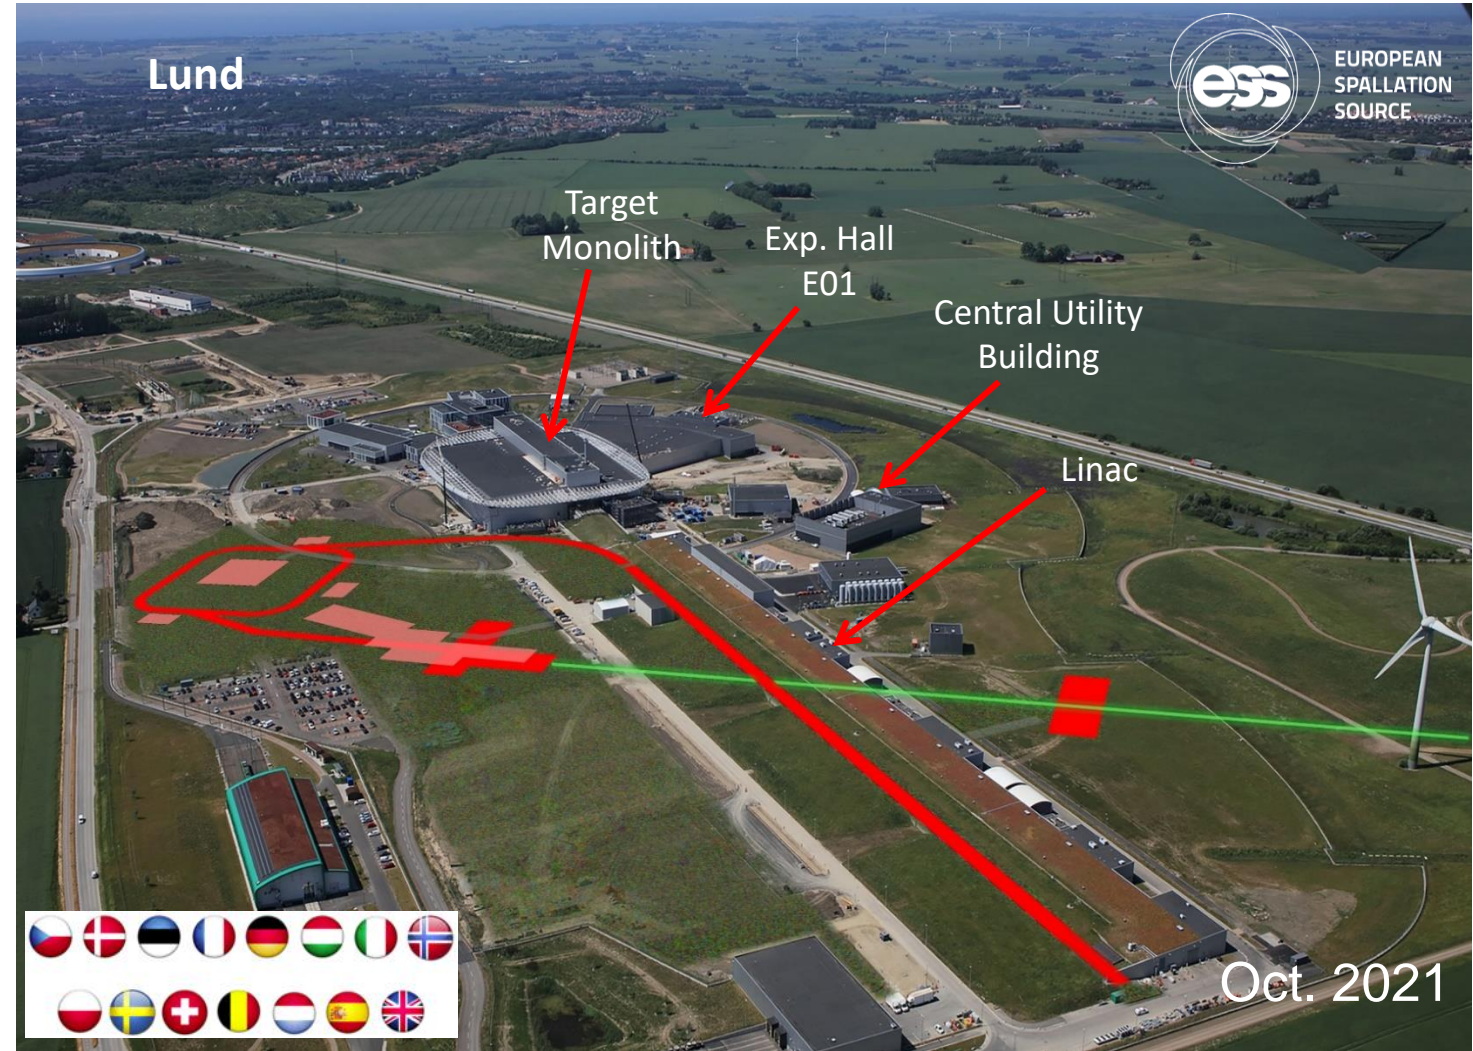 Lund
ess
EUROPEAN
SPALLATION
SOURCE
Target
Monolith
Exp. Hall
E01
Central Utility
Building
Linac
Oct. 2021